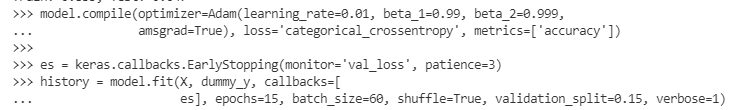 >>> model.compile(optimizer=Adam(learning_rate=0.01, beta_1=0.99, beta_2=0.999,
...               amsgrad=True), loss='categorical_crossentropy', metrics=['accuracy'])
>>>
>>> es = keras.callbacks.EarlyStopping(monitor='val_loss', patience=3)
>>> history = model.fit(X, dummy_y, callbacks=[
...                     es], epochs=15, batch_size=60, shuffle=True, validation_split=0.15, verbose=1)